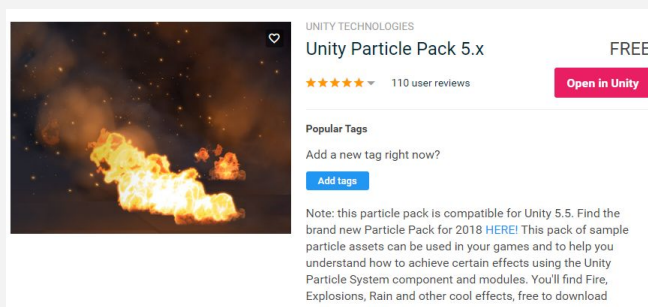 UNITY TECHNOLOGIES
Unity Particle Pack 5.x
FREE
110 user reviews
Open in Unity
Popular Tags
Add a new tag right now?
Add tags
Note: this particle pack is compatible for Unity 5.5. Find the
brand new Particle Pack for 2018 HERE! This pack of sample
particle assets can be used in your games and to help you
understand how to achieve certain effects using the Unity
Particle System component and modules. You'll find Fire,
Explosions, Rain and other cool effects, free to download